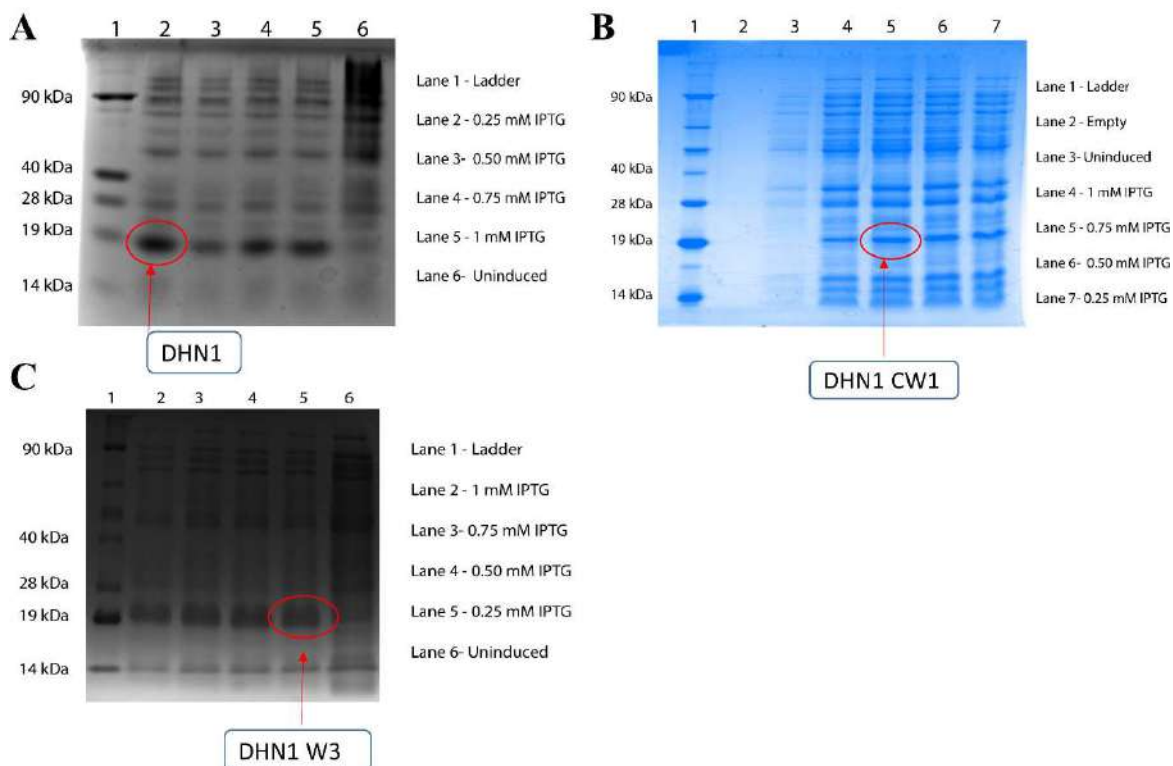 A
1 2 3 4 5 6
90 kDa
40 kDa
28 kDa
19 kDa
14 kDa
Lane 1 - Ladder
Lane 2 - 0.25 mM IPTG
Lane 3- 0.50 mM IPTG
Lane 4 - 0.75 mM IPTG
Lane 5 - 1 mM IPTG
Lane 6- Uninduced
DHN1
B
1 2 3 4 5 6 7
90 kDa
40 kDa
28 kDa
19 kDa
14 kDa
Lane 1 - Ladder
Lane 2 - Empty
Lane 3- Uninduced
Lane 4 - 1 mM IPTG
Lane 5 - 0.75 mM IPTG
Lane 6- 0.50 mM IPTG
Lane 7- 0.25 mM IPTG
DHN1 CW1
C
1 2 3 4 5 6
90 kDa
40 kDa
28 kDa
19 kDa
14 kDa
Lane 1 - Ladder
Lane 2 - 1 mM IPTG
Lane 3- 0.75 mM IPTG
Lane 4 - 0.50 mM IPTG
Lane 5 - 0.25 mM IPTG
Lane 6- Uninduced
DHN1 W3